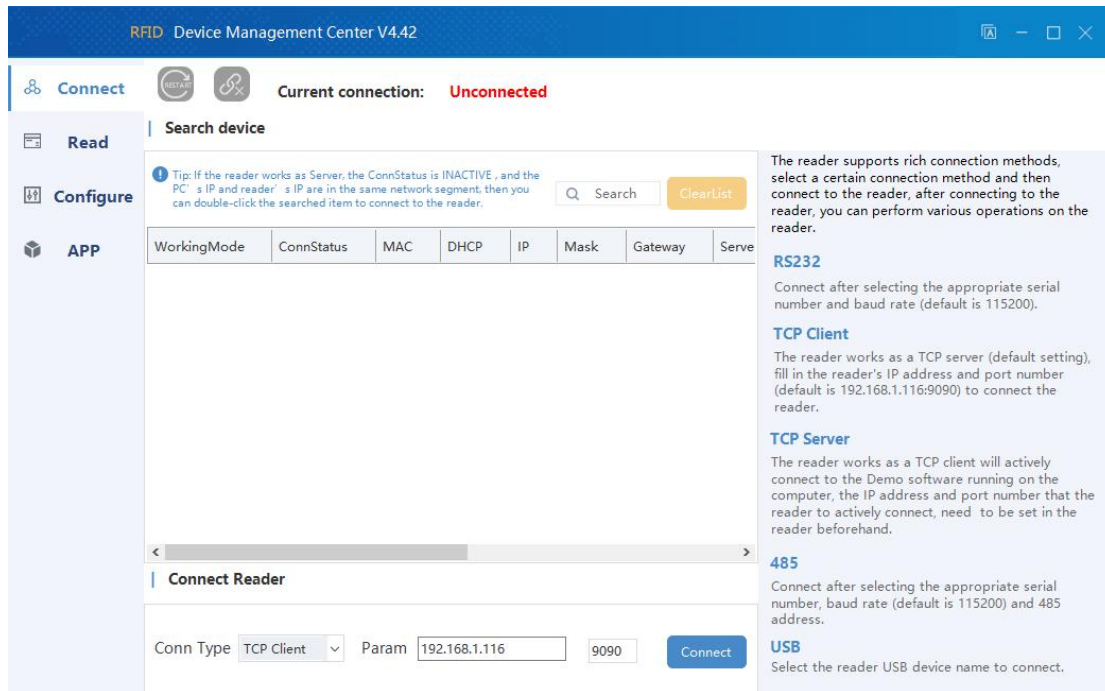 RFID Device Management Center V4.42
Connect
Read
Configure
APP
RESTART
Current connection: Unconnected
Search device
Tip: If the reader works as Server, the ConnStatus is INACTIVE , and the
PC' s IP and reader' s IP are in the same network segment, then you
can double-click the searched item to connect to the reader.
Search
ClearList
WorkingMode ConnStatus MAC DHCP IP Mask Gateway Serve
Connect Reader
Conn Type TCP Client Param 192.168.1.116 9090 Connect
The reader supports rich connection methods,
select a certain connection method and then
connect to the reader, after connecting to the
reader, you can perform various operations on the
reader.
RS232
Connect after selecting the appropriate serial
number and baud rate (default is 115200).
TCP Client
The reader works as a TCP server (default setting),
fill in the reader's IP address and port number
(default is 192.168.1.116:9090) to connect the
reader.
TCP Server
The reader works as a TCP client will actively
connect to the Demo software running on the
computer, the IP address and port number that the
reader to actively connect, need to be set in the
reader beforehand.
485
Connect after selecting the appropriate serial
number, baud rate (default is 115200) and 485
address.
USB
Select the reader USB device name to connect.